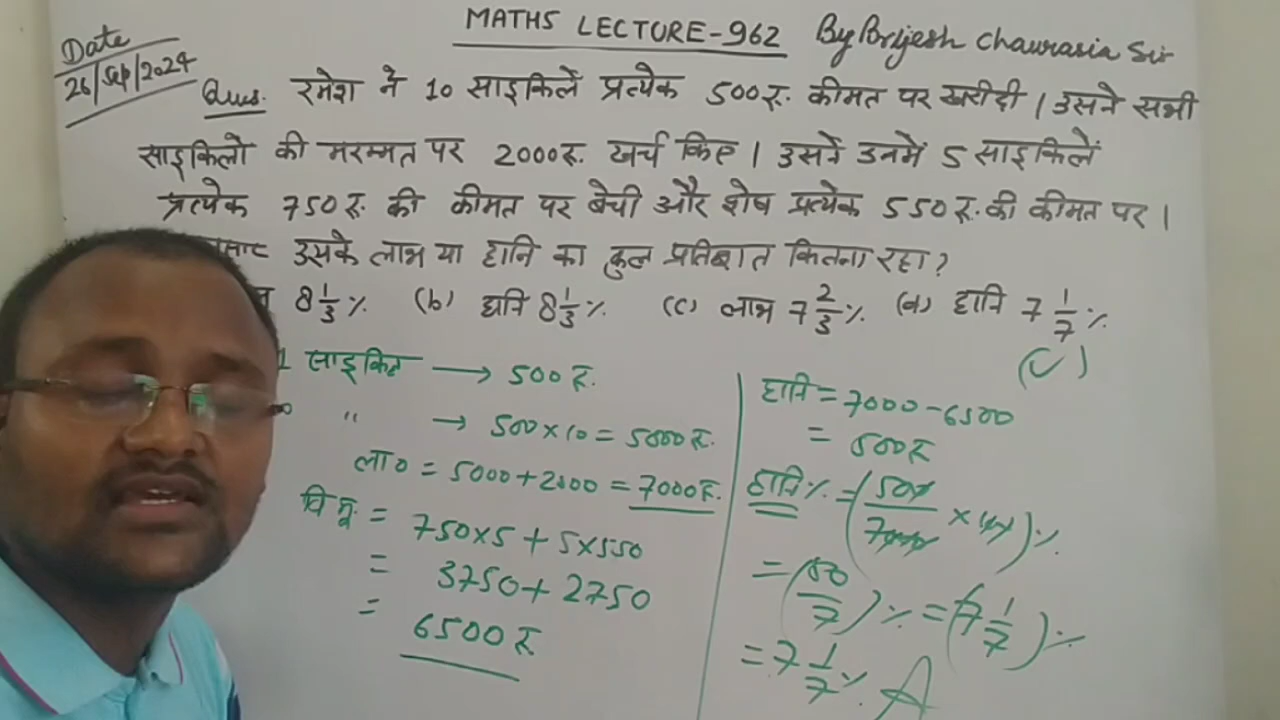 MATHS LECTURE-962 By Brijesh Chaurasia Sir
Date
26/Sep/2024
Ques. रमेश ने 10 साइकिलें प्रत्येक 500रू. कीमत पर खरीदी । उसने सभी
साइकिलों की मरम्मत पर 2000रू. खर्च किए । उसने उनमें 5 साइकिलें
प्रत्येक 750रू. की कीमत पर बेची और शेष प्रत्येक 550रू. की कीमत पर ।
उसके लाभ या हानि का कुल प्रतिशत कितना रहा ?
8 1/3 % (b) हानि 8 1/3 % (c) लाभ 7 2/3 % (d) हानि 7 1/7 %
1 साइकिल → 500रू.
" → 500×10 = 5000रू.
ला० = 5000+2000 = 7000रू.
वि मू. = 750×5 + 5×550
= 3750+2750
= 6500रू
हानि = 7000-6500
= 500रू
हानि % = (500/7000 × 100) %
= (50/7) % = (7 1/7) %
= 7 1/7 %. A